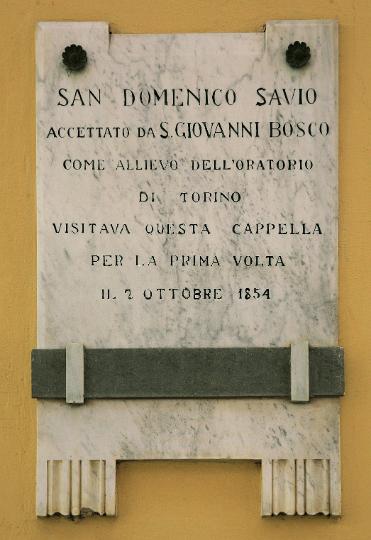 SAN DOMENICO SAVIO
ACCETTATO DA S. GIOVANNI BOSCO
COME ALLIEVO DELL'ORATORIO
DI TORINO
VISITAVA QUESTA CAPPELLA
PER LA PRIMA VOLTA
IL 2 OTTOBRE 1854